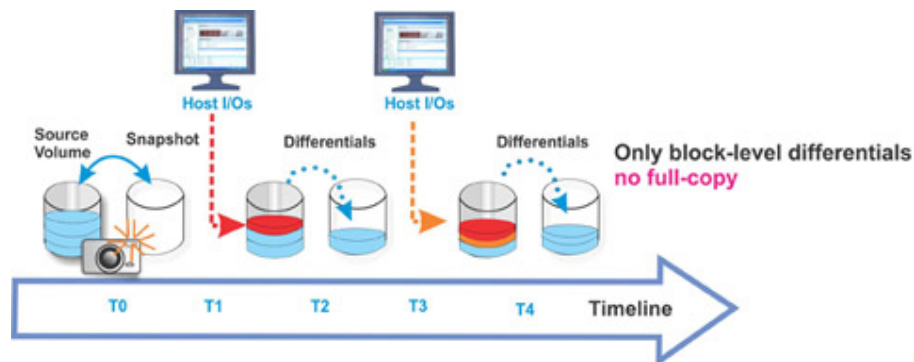 Host I/Os
Host I/Os
Source
Volume
Snapshot
Differentials
Differentials
Only block-level differentials
no full-copy
T0
T1
T2
T3
T4
Timeline